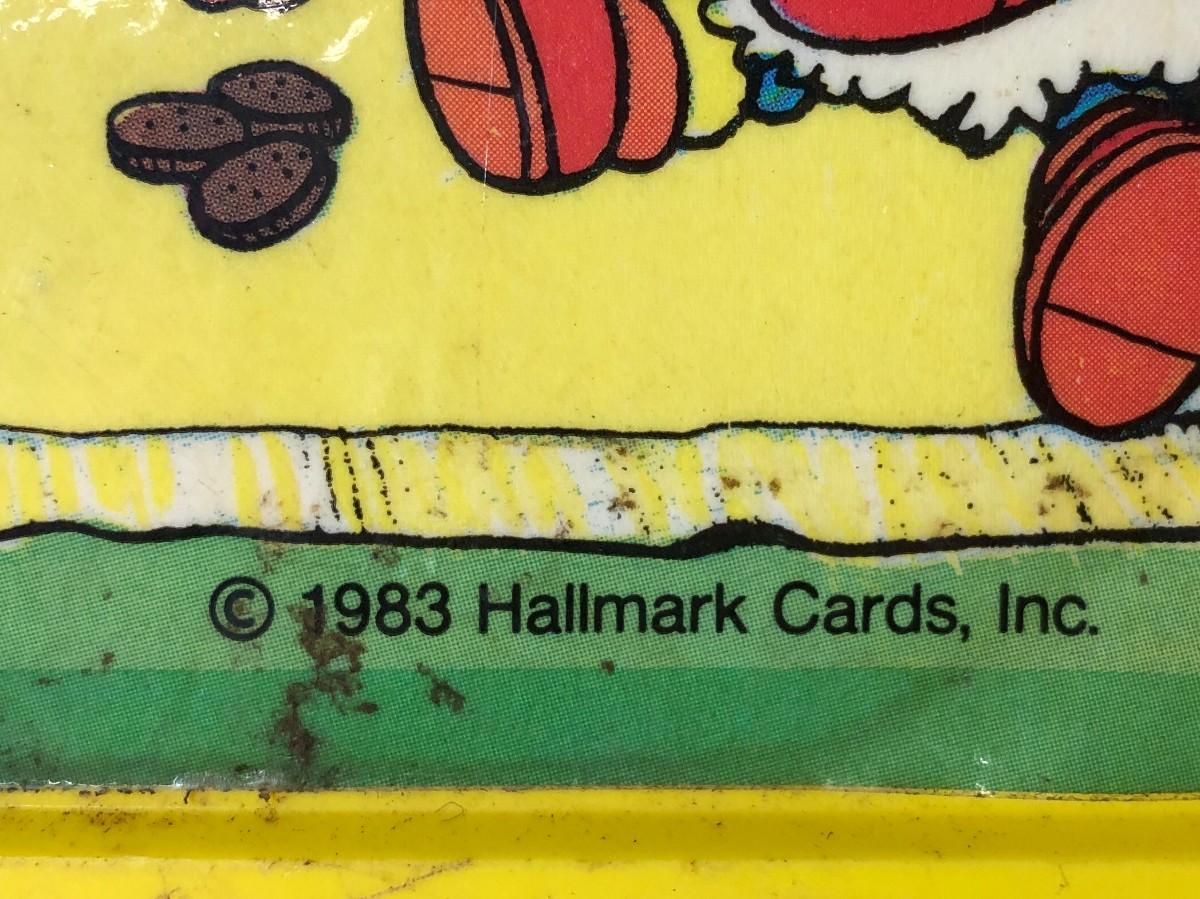 © 1983 Hallmark Cards, Inc.